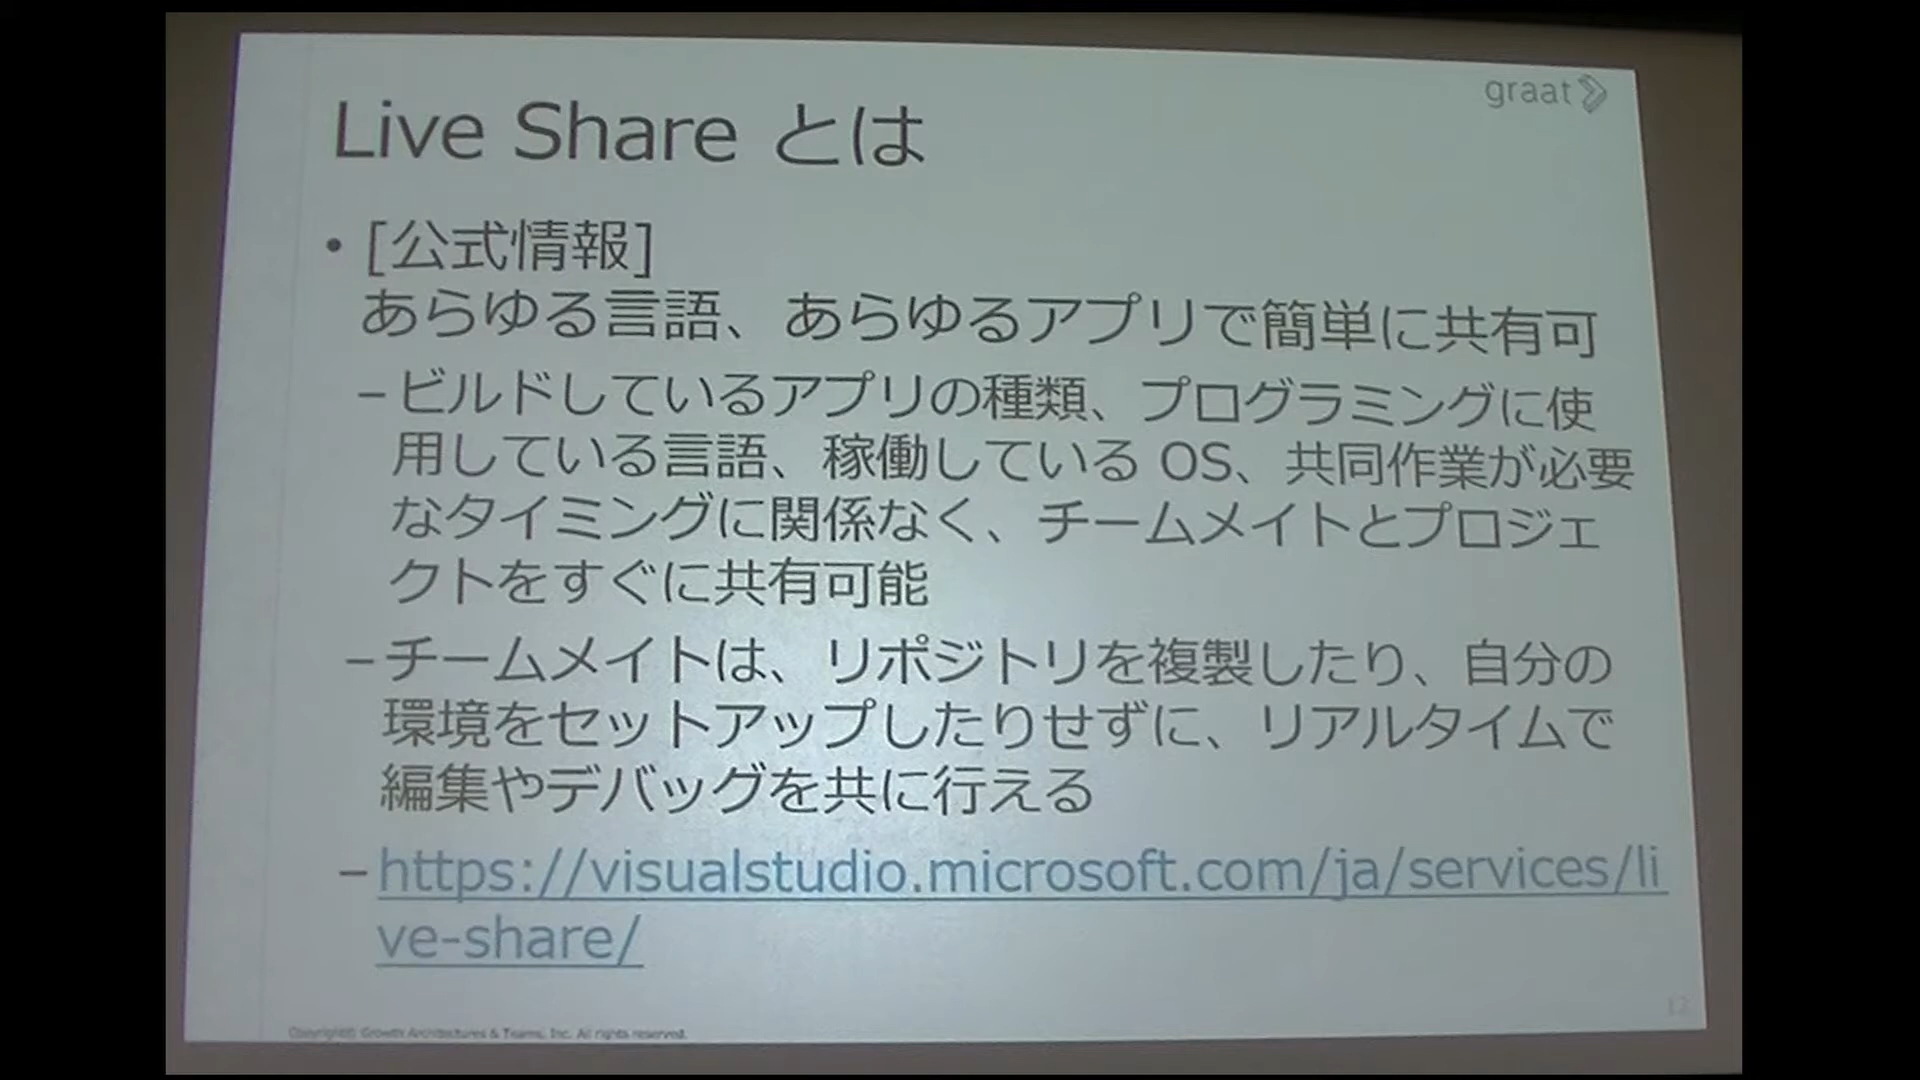 graat
Live Share とは
• [公式情報]
あらゆる言語、あらゆるアプリで簡単に共有可
–ビルドしているアプリの種類、プログラミングに使
用している言語、稼働している OS、共同作業が必要
なタイミングに関係なく、チームメイトとプロジェ
クトをすぐに共有可能
–チームメイトは、リポジトリを複製したり、自分の
環境をセットアップしたりせずに、リアルタイムで
編集やデバッグを共に行える
–https://visualstudio.microsoft.com/ja/services/li
ve-share/
Copyright© Growth Architectures & Teams, Inc. All rights reserved.